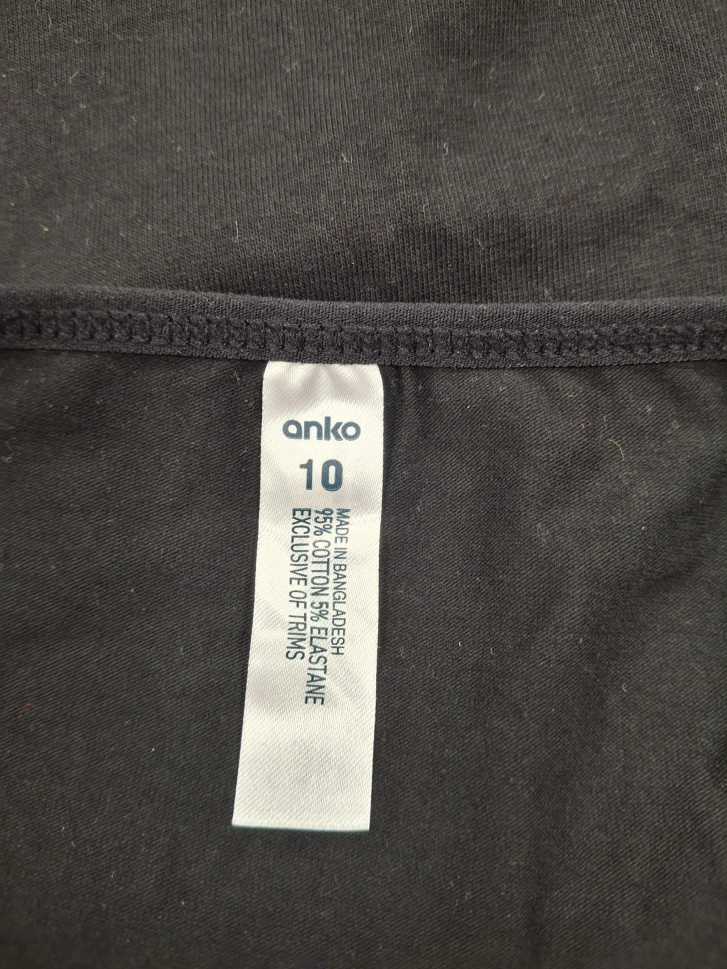 anko
10
MADE IN BANGLADESH
95% COTTON 5% ELASTANE
EXCLUSIVE OF TRIMS